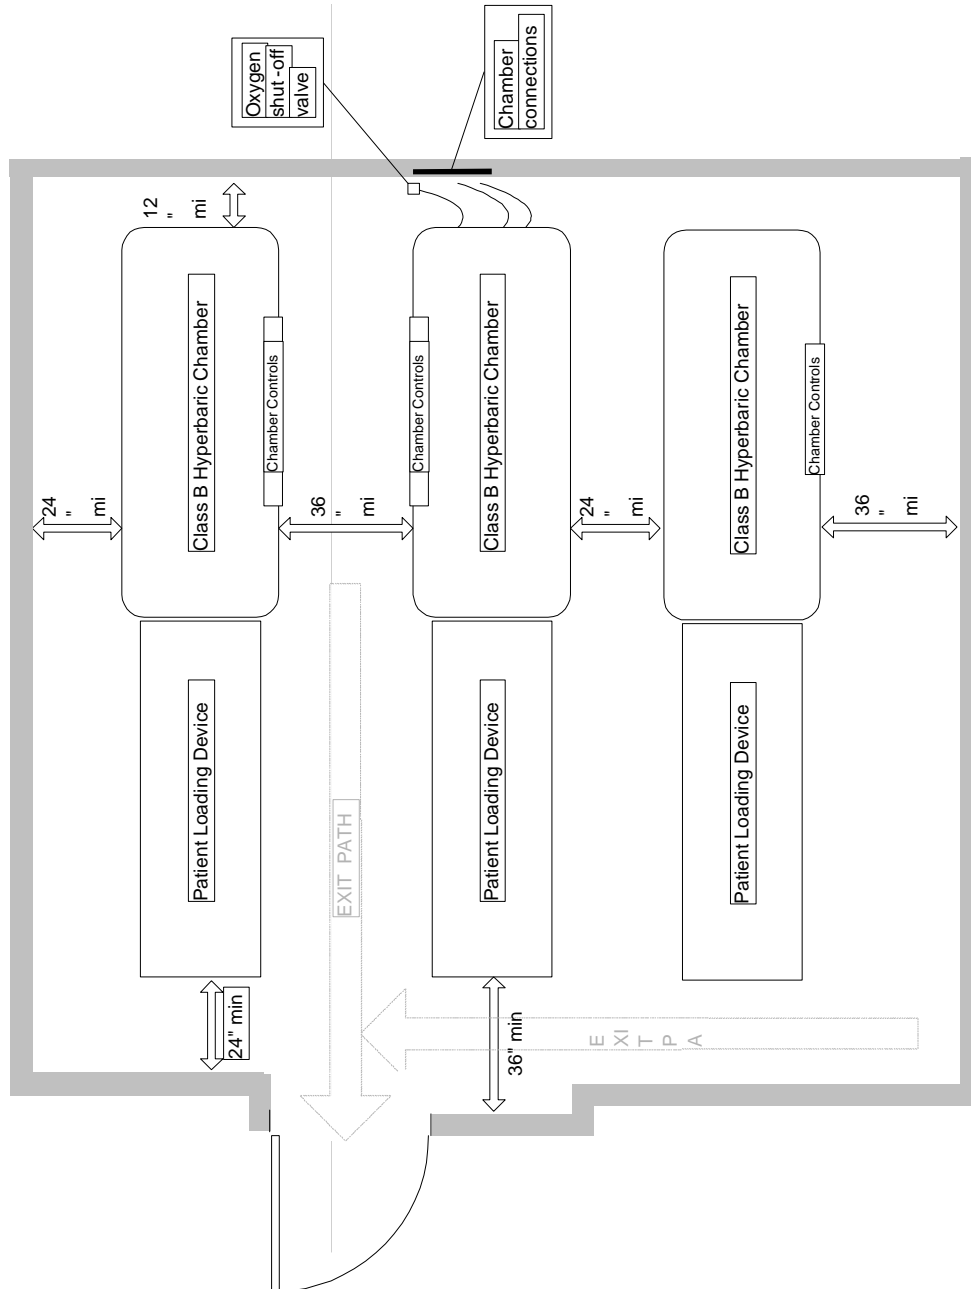 Oxygen
shut -off
valve
Chamber
connections
12
"
mi
Class B Hyperbaric Chamber
Chamber Controls
Chamber Controls
Class B Hyperbaric Chamber
Class B Hyperbaric Chamber
Chamber Controls
24
"
mi
36
"
mi
24
"
mi
36
"
mi
Patient Loading Device
EXIT PATH
Patient Loading Device
Patient Loading Device
24" min
36" min
E
XI
T
P
A